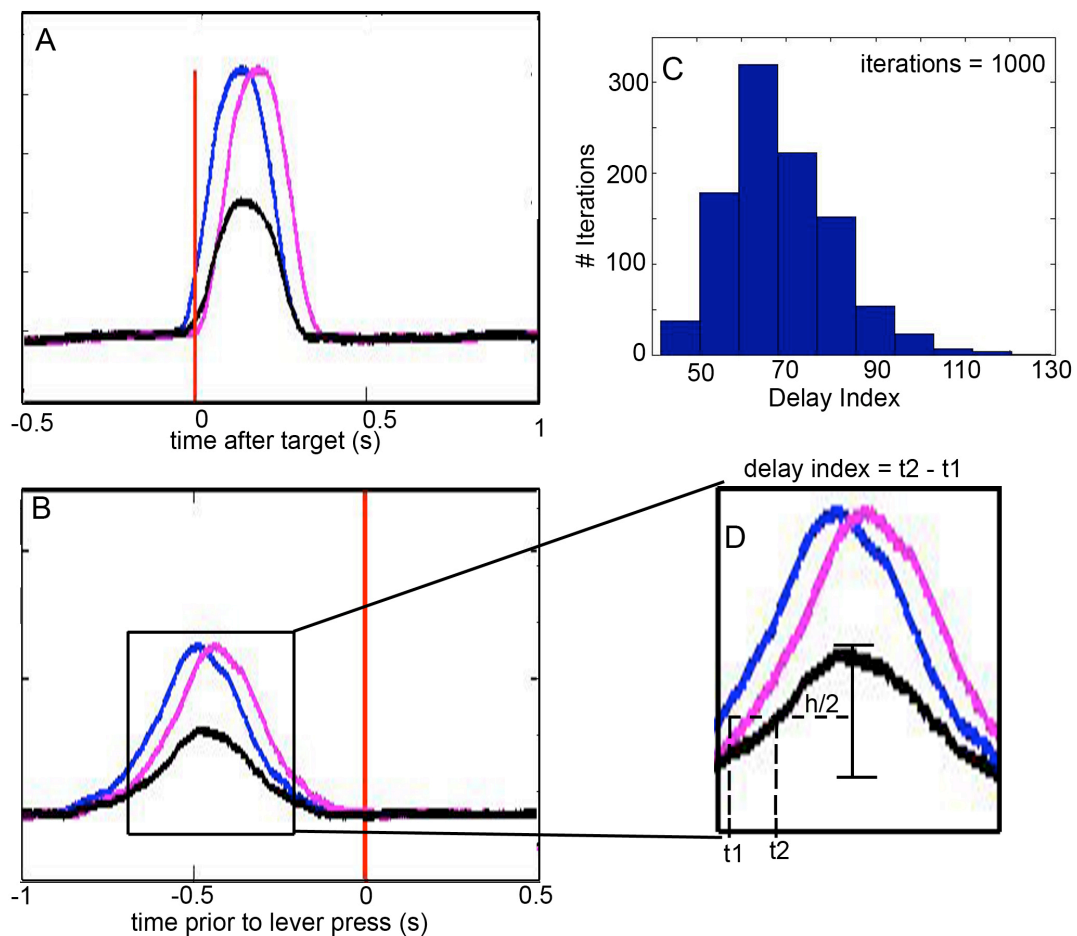 A
-0.5 0 0.5 1
time after target (s)
C
iterations = 1000
300
200
100
0
# Iterations
50 70 90 110 130
Delay Index
B
-1 -0.5 0 0.5
time prior to lever press (s)
delay index = t2 - t1
D
h/2
t1 t2